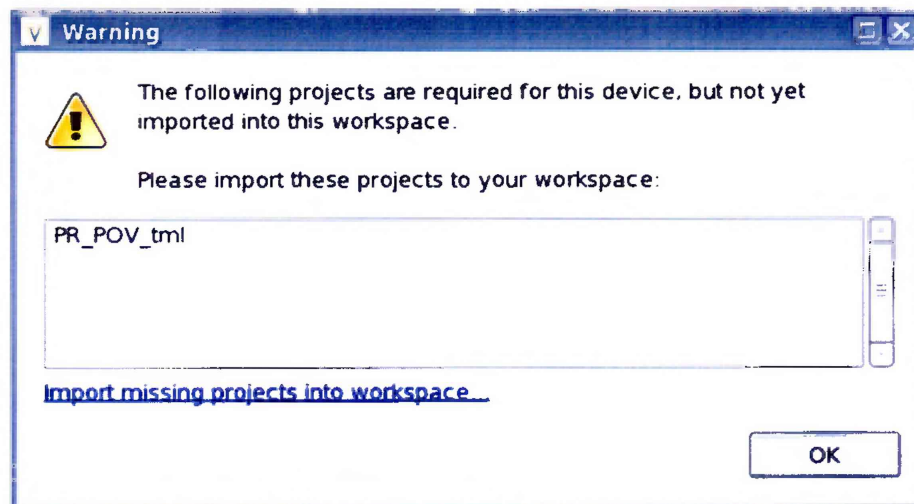 V Warning
The following projects are required for this device, but not yet
imported into this workspace.
Please import these projects to your workspace:
PR_POV_tml
Import missing projects into workspace...
OK